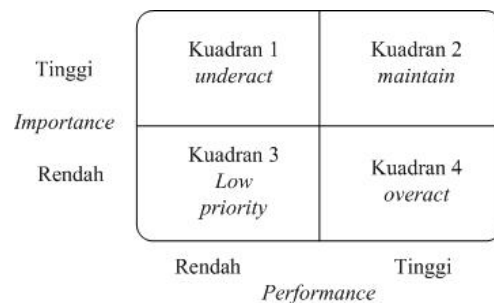 Tinggi
Importance
Rendah
Kuadran 1
underact
Kuadran 2
maintain
Kuadran 3
Low
priority
Kuadran 4
overact
Rendah
Tinggi
Performance